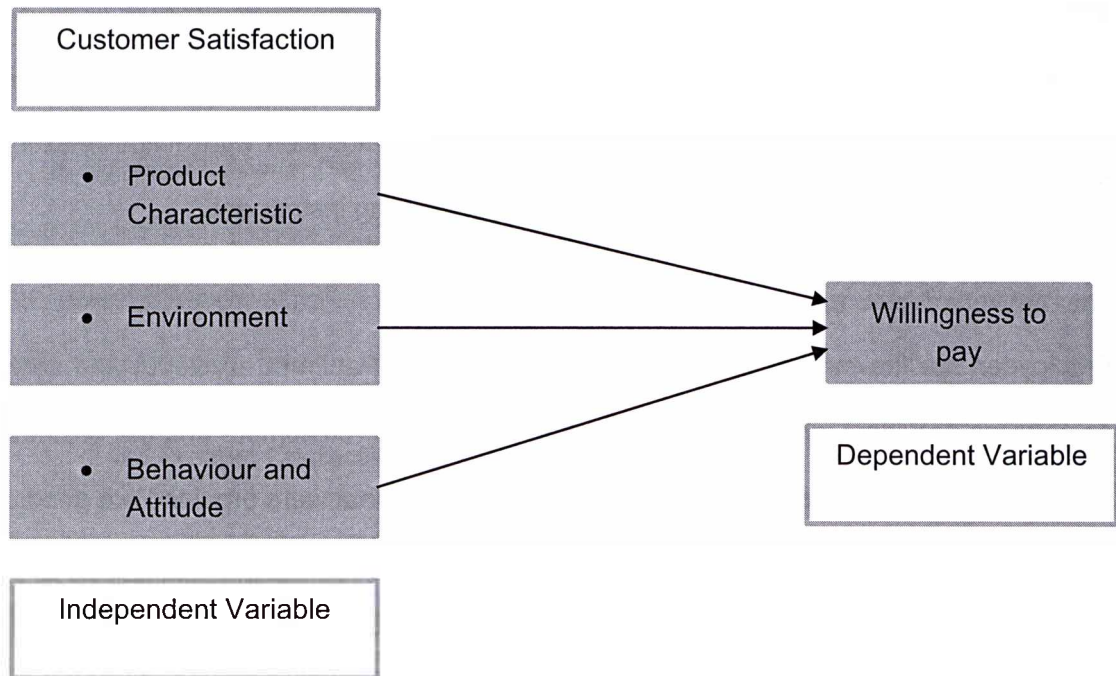 Customer Satisfaction
• Product
Characteristic
• Environment
• Behaviour and
Attitude
Independent Variable
Willingness to
pay
Dependent Variable